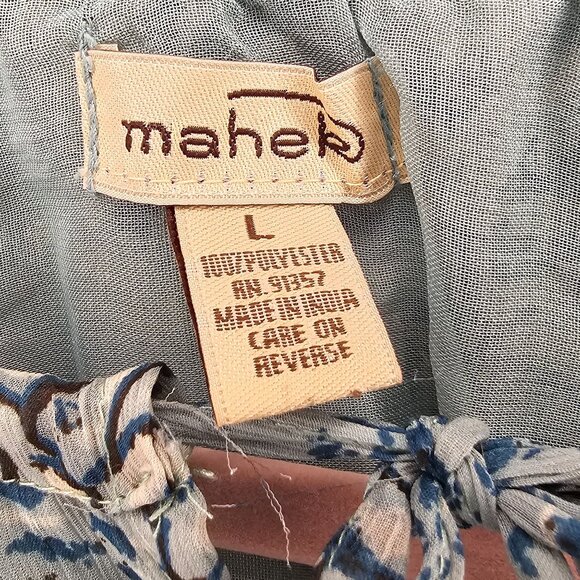 mahek
L
100%POLYESTER
RN.91357
MADE IN INDIA
CARE ON
REVERSE